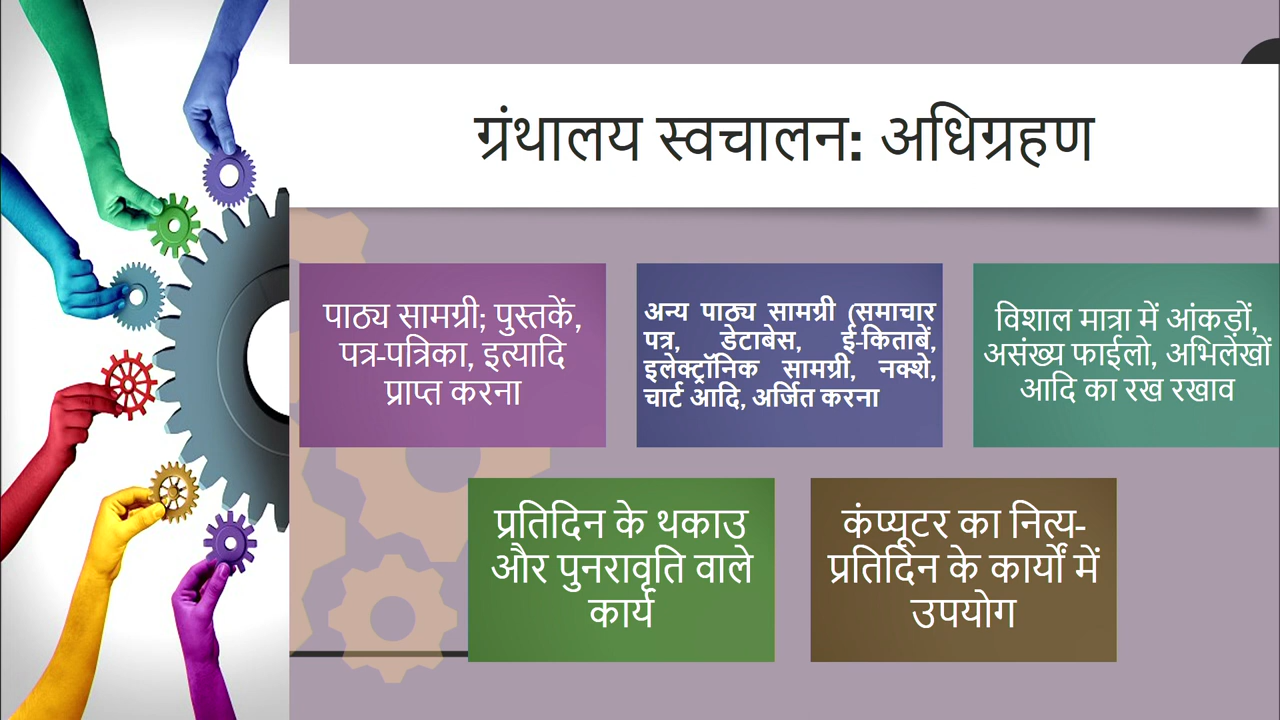 ग्रंथालय स्वचालन: अधिग्रहण
पाठ्य सामग्री; पुस्तकें,
पत्र-पत्रिका, इत्यादि
प्राप्त करना
अन्य पाठ्य सामग्री (समाचार
पत्र, डेटाबेस, ई-किताबें,
इलेक्ट्रॉनिक सामग्री, नक्शे,
चार्ट आदि, अर्जित करना
विशाल मात्रा में आंकड़ों,
असंख्य फाईलो, अभिलेखों
आदि का रख रखाव
प्रतिदिन के थकाउ
और पुनरावृति वाले
कार्य
कंप्यूटर का नित्य-
प्रतिदिन के कार्यों में
उपयोग